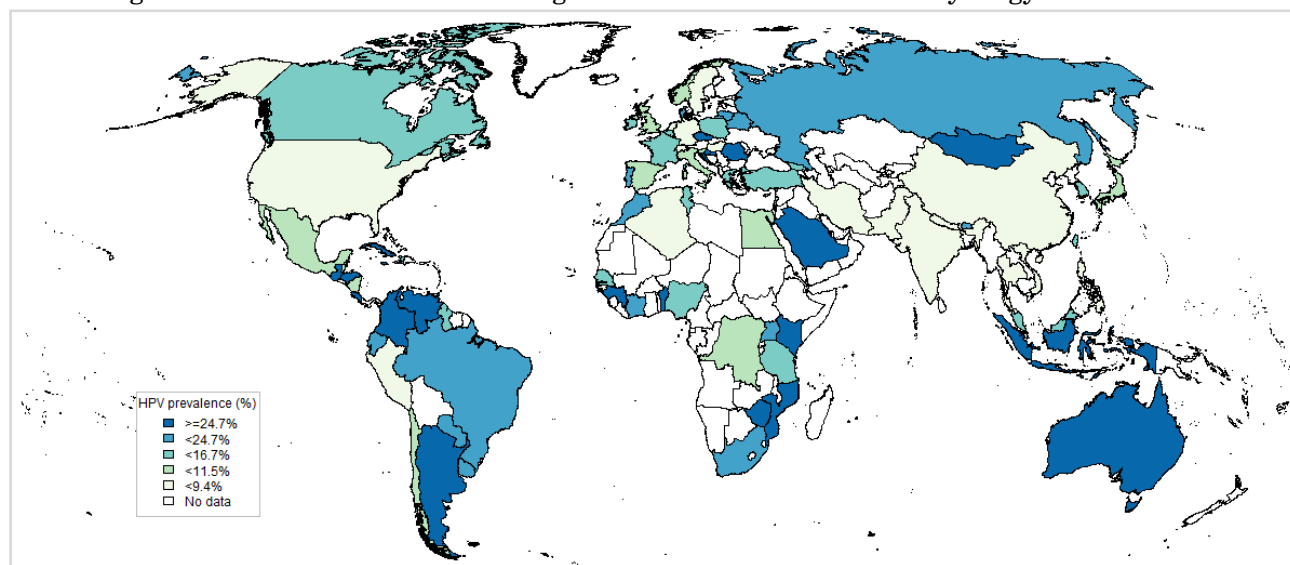 HPV prevalence (%)
>=24.7%
<24.7%
<16.7%
<11.5%
<9.4%
No data